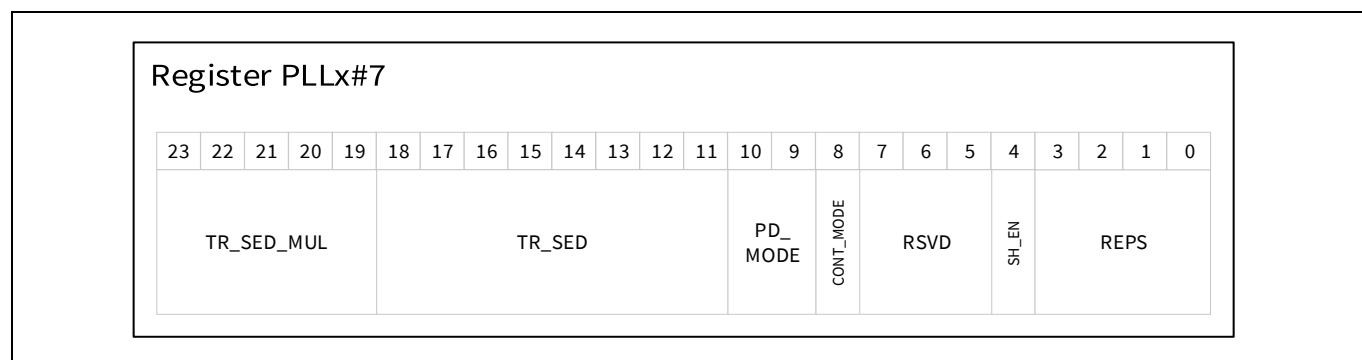 Register PLLx#7
23 22 21 20 19 18 17 16 15 14 13 12 11 10 9 8 7 6 5 4 3 2 1 0
TR_SED_MUL TR_SED PD_ CONT_MODE RSVD SH_EN REPS
MODE